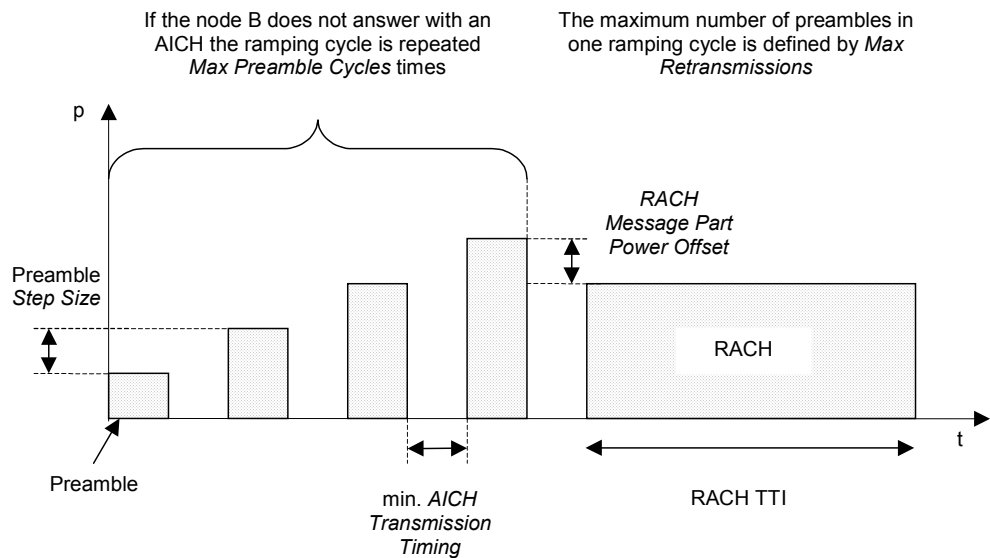 If the node B does not answer with an
AICH the ramping cycle is repeated
Max Preamble Cycles times
The maximum number of preambles in
one ramping cycle is defined by Max
Retransmissions
p
RACH
Message Part
Power Offset
Preamble
Step Size
RACH
t
Preamble
min. AICH
Transmission
Timing
RACH TTI